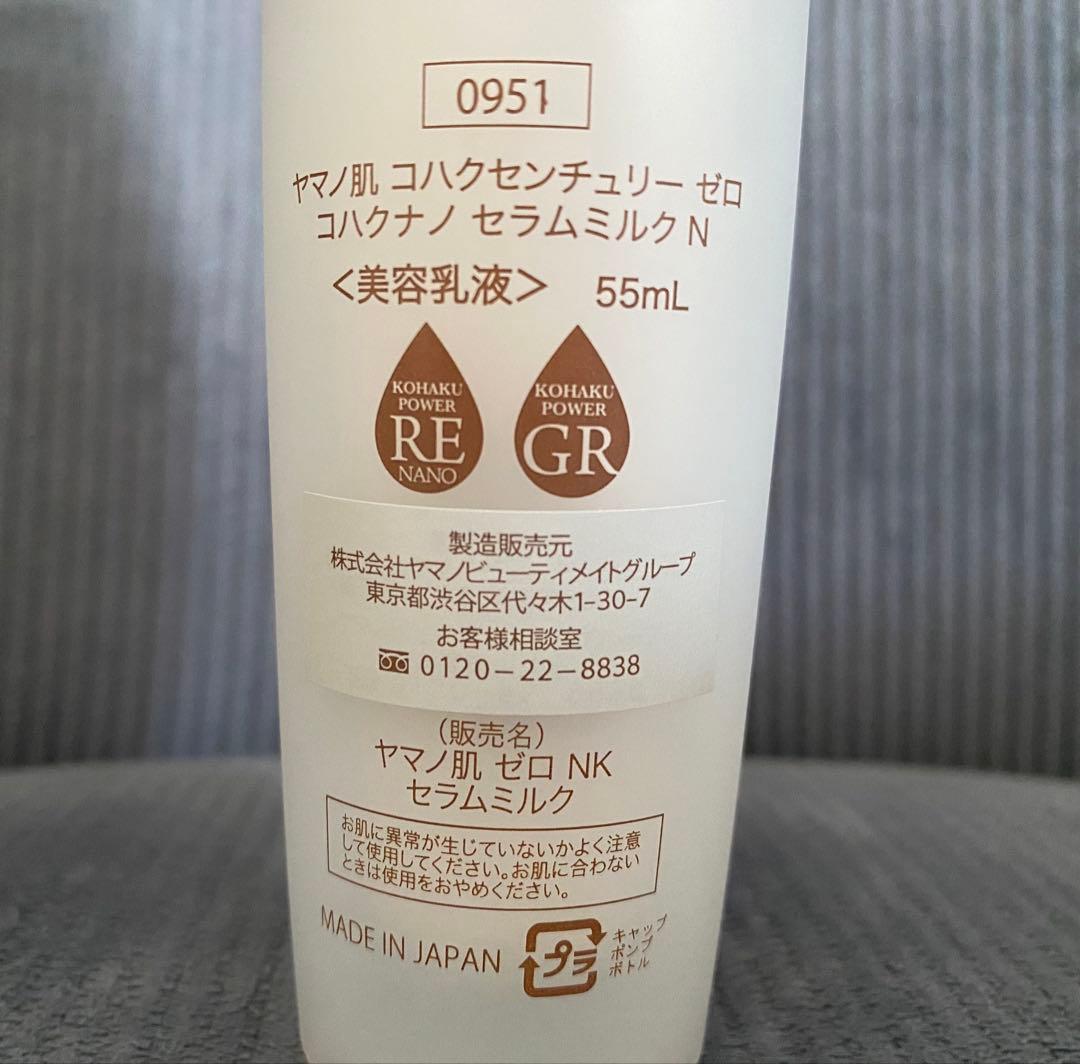 0951
ヤマノ肌 コハクセンチュリー ゼロ
コハクナノ セラムミルク N
＜美容乳液＞ 55mL
KOHAKU
POWER
RE
NANO
KOHAKU
POWER
GR
製造販売元
株式会社ヤマノビューティメイトグループ
東京都渋谷区代々木1-30-7
お客様相談室
0120－22－8838
（販売名）
ヤマノ肌 ゼロ NK
セラムミルク
お肌に異常が生じていないかよく注意
して使用してください。お肌に合わない
ときは使用をおやめください。
MADE IN JAPAN
プラ
キャップ
ポンプ
ボトル